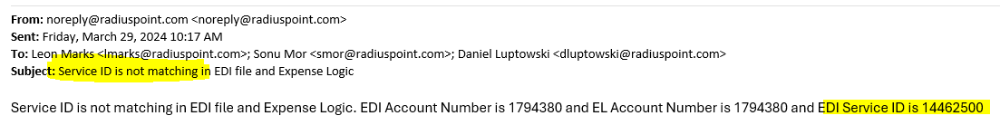 From: noreply@radiuspoint.com <noreply@radiuspoint.com>
Sent: Friday, March 29, 2024 10:17 AM
To: Leon Marks <lmarks@radiuspoint.com>; Sonu Mor <smor@radiuspoint.com>; Daniel Luptowski <dluptowski@radiuspoint.com>
Subject: Service ID is not matching in EDI file and Expense Logic
Service ID is not matching in EDI file and Expense Logic. EDI Account Number is 1794380 and EL Account Number is 1794380 and EDI Service ID is 14462500